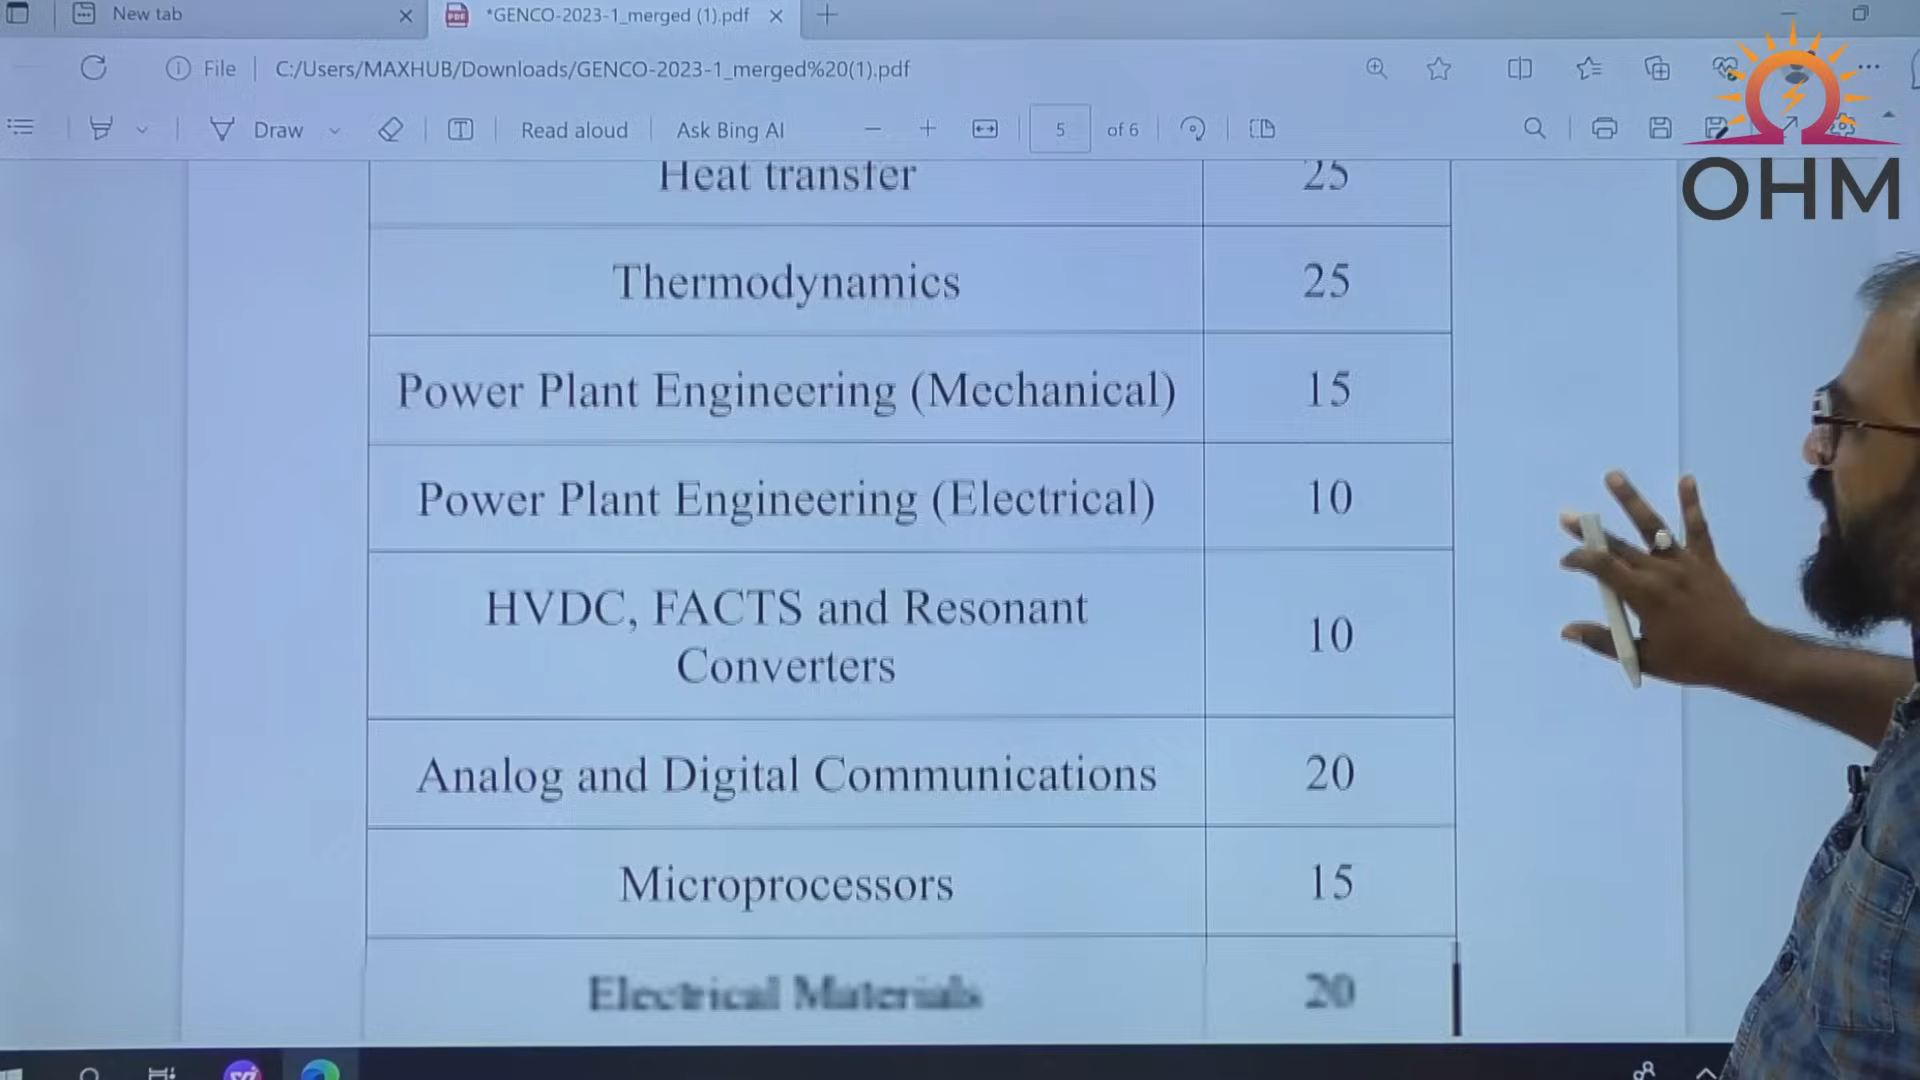 New tab
*GENCO-2023-1_merged (1).pdf
File
C:/Users/MAXHUB/Downloads/GENCO-2023-1_merged%20(1).pdf
Draw
Read aloud
Ask Bing AI
5 of 6
OHM
Heat transfer 25
Thermodynamics 25
Power Plant Engineering (Mechanical) 15
Power Plant Engineering (Electrical) 10
HVDC, FACTS and Resonant
Converters 10
Analog and Digital Communications 20
Microprocessors 15
Electrical Materials 20